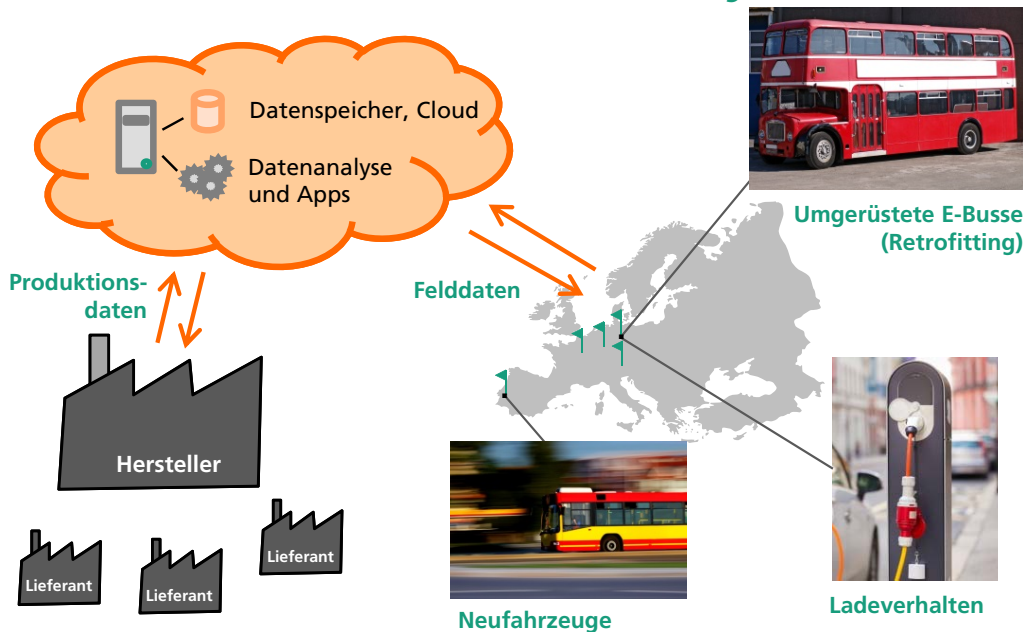 Datenspeicher, Cloud
Datenanalyse
und Apps
Umgerüstete E-Busse
(Retrofitting)
Produktions-
daten
Felddaten
Hersteller
Lieferant
Lieferant
Lieferant
Neufahrzeuge
Ladeverhalten